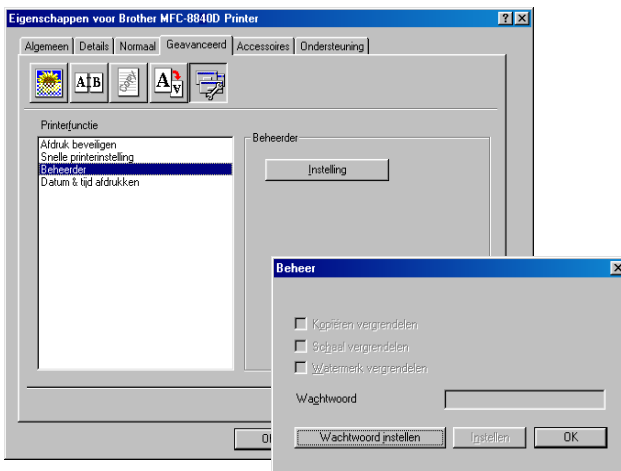 Eigenschappen voor Brother MFC-8840D Printer
Algemeen Details Normaal Geavanceerd Accessoires Ondersteuning
A B
A A
Printerfunctie
Afdruk beveiligen
Snelle printerinstelling
Beheerder
Datum & tijd afdrukken
Beheerder
Instelling
Beheer
Kopiëren vergrendelen
Schaal vergrendelen
Watermerk vergrendelen
Wachtwoord
Wachtwoord instellen Instellen OK